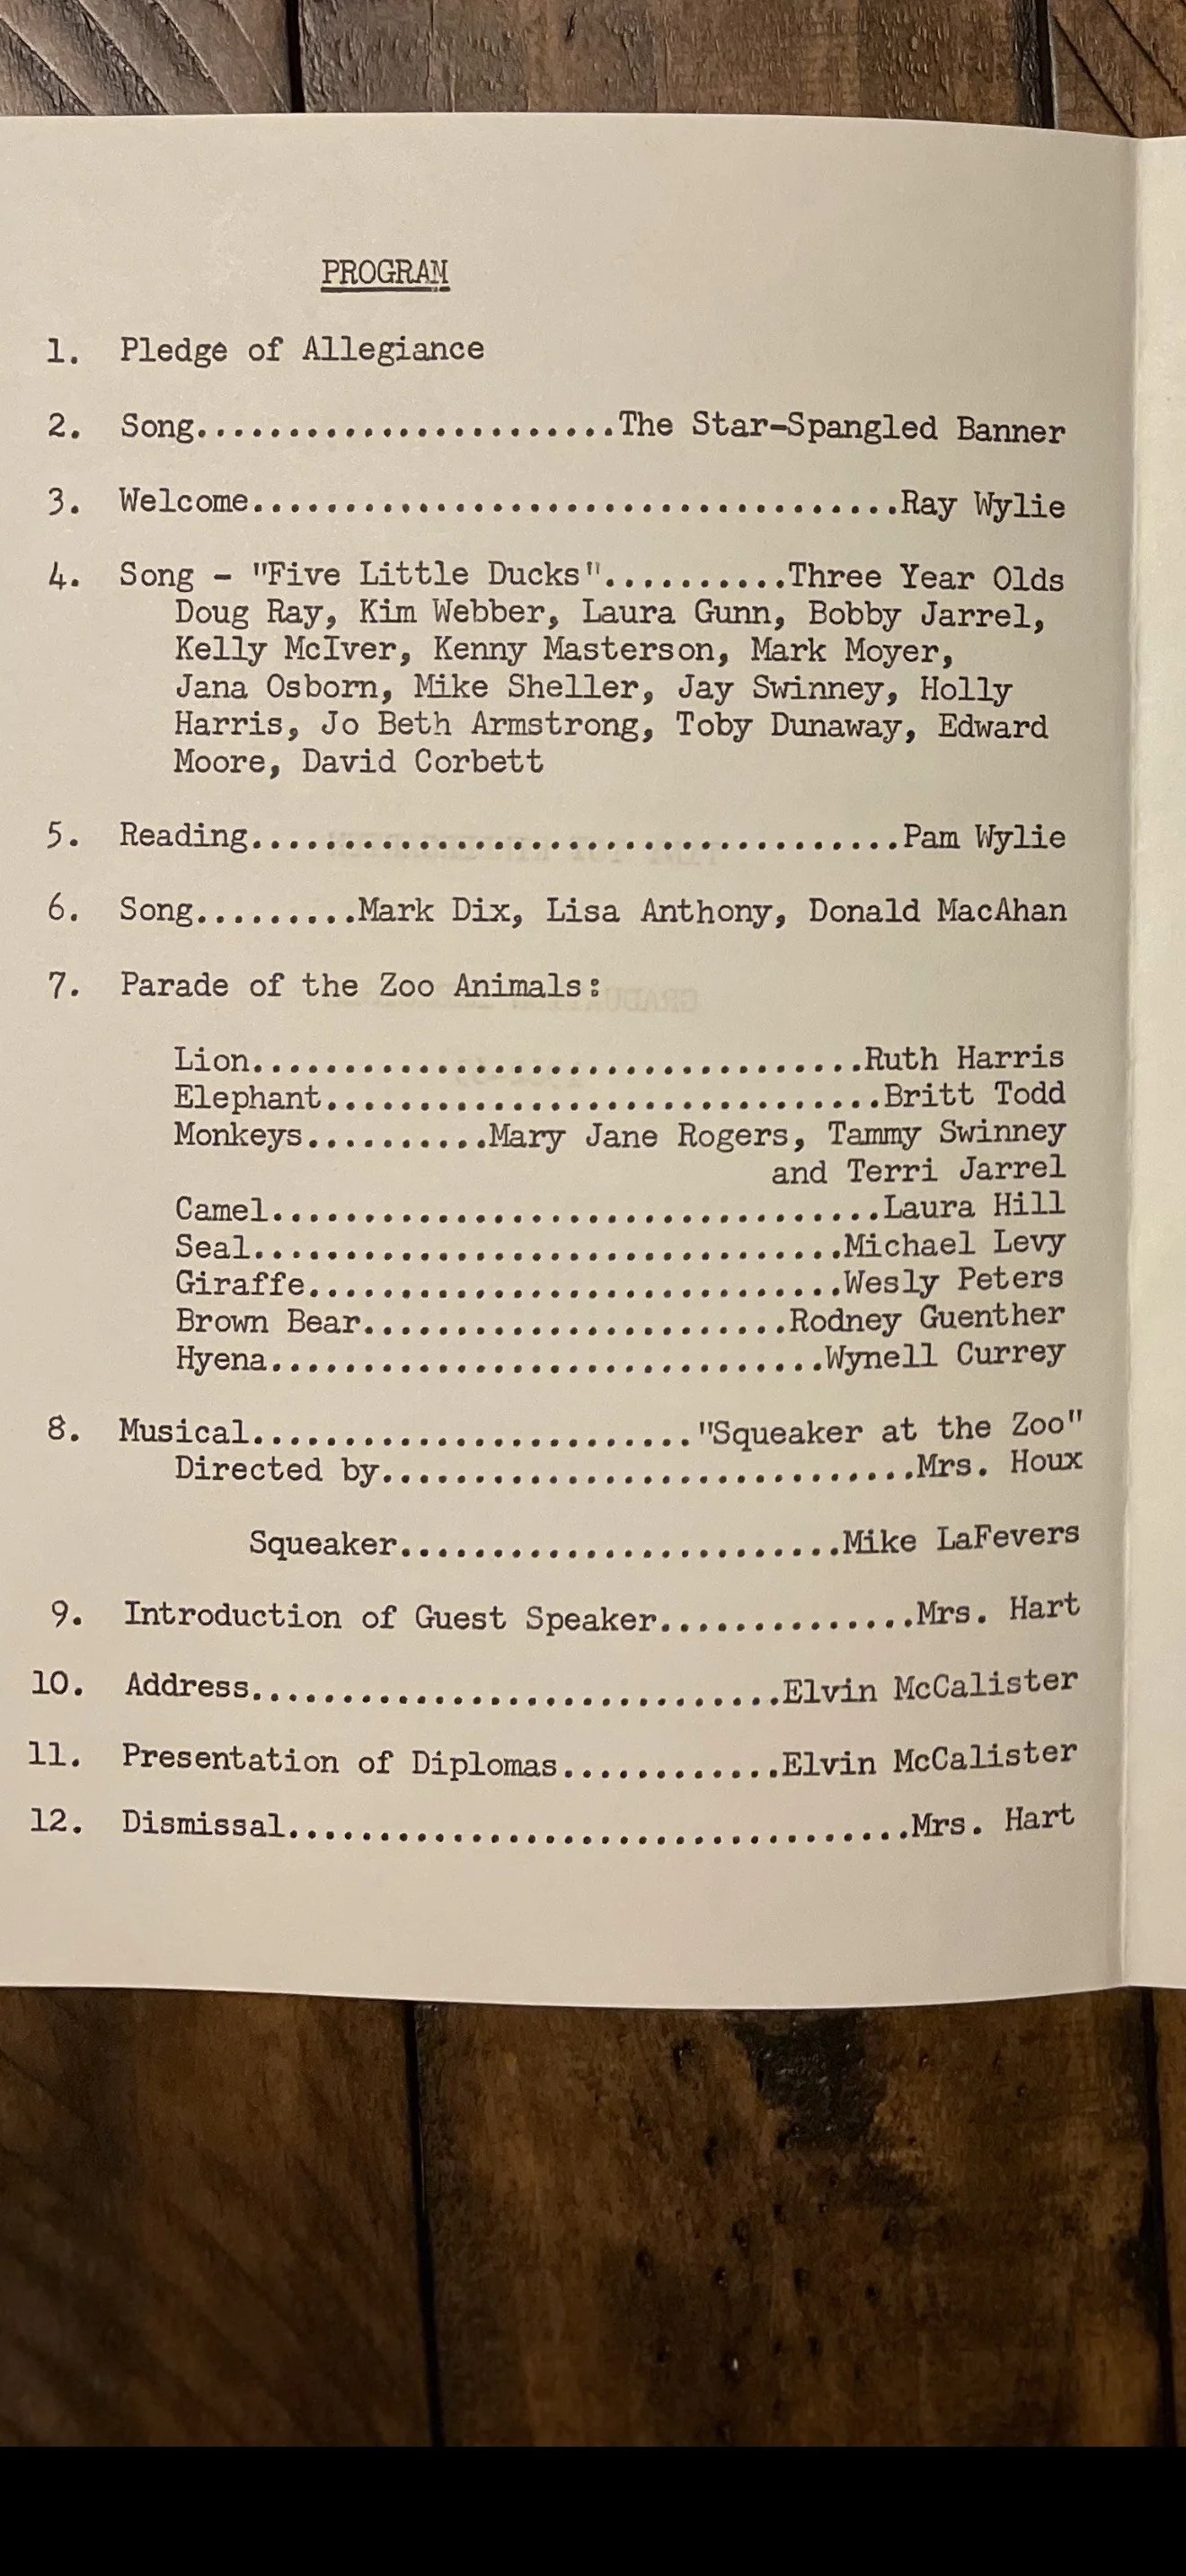 PROGRAM
1. Pledge of Allegiance
2. Song.......................The Star-Spangled Banner
3. Welcome...................................Ray Wylie
4. Song - "Five Little Ducks"..........Three Year Olds
Doug Ray, Kim Webber, Laura Gunn, Bobby Jarrel,
Kelly McIver, Kenny Masterson, Mark Moyer,
Jana Osborn, Mike Sheller, Jay Swinney, Holly
Harris, Jo Beth Armstrong, Toby Dunaway, Edward
Moore, David Corbett
5. Reading...................................Pam Wylie
6. Song.........Mark Dix, Lisa Anthony, Donald MacAhan
7. Parade of the Zoo Animals:
Lion.................................Ruth Harris
Elephant..............................Britt Todd
Monkeys..........Mary Jane Rogers, Tammy Swinney
and Terri Jarrel
Camel.................................Laura Hill
Seal................................Michael Levy
Giraffe.............................Wesly Peters
Brown Bear.......................Rodney Guenther
Hyena..............................Wynell Currey
8. Musical........................"Squeaker at the Zoo"
Directed by.............................Mrs. Houx
Squeaker........................Mike LaFevers
9. Introduction of Guest Speaker..............Mrs. Hart
10. Address.............................Elvin McCalister
11. Presentation of Diplomas............Elvin McCalister
12. Dismissal..................................Mrs. Hart